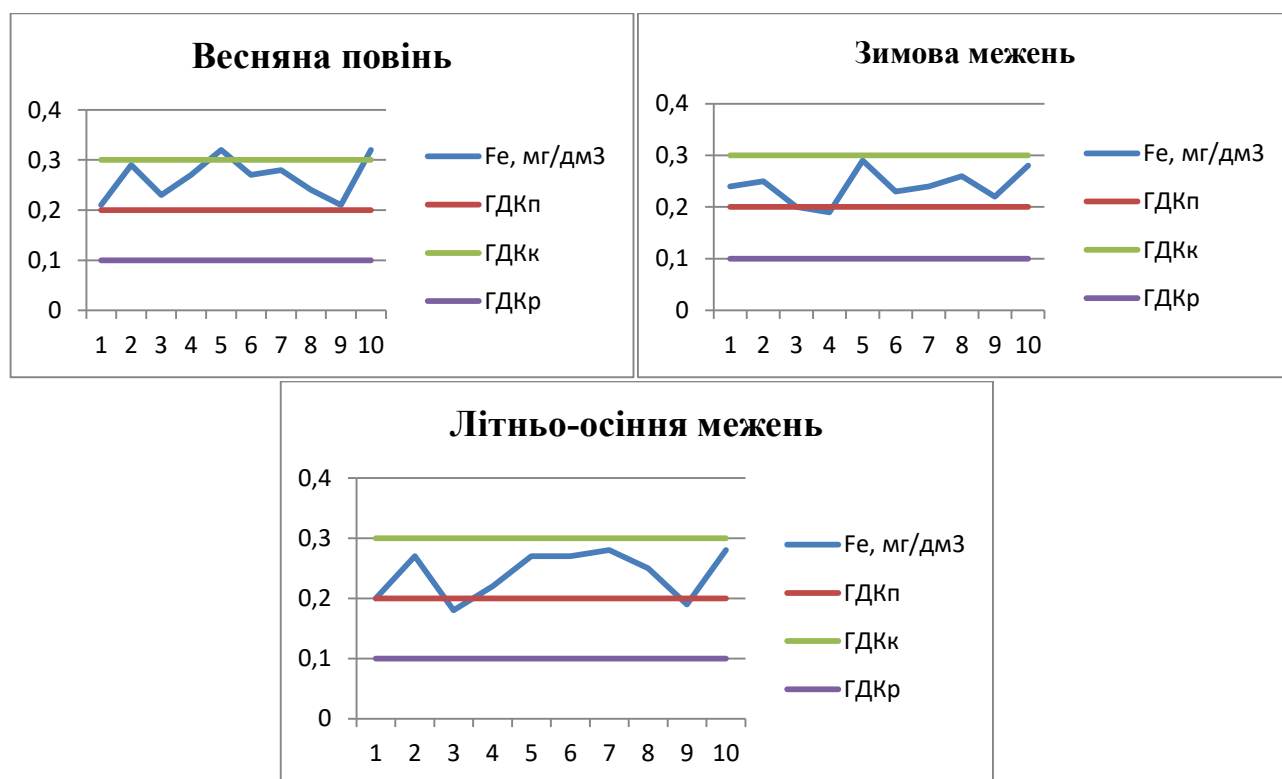 Весняна повінь
0,4
0,3
0,2
0,1
0
1 2 3 4 5 6 7 8 9 10
Fe, мг/дм3
ГДКп
ГДКк
ГДКр
Зимова межень
0,4
0,3
0,2
0,1
0
1 2 3 4 5 6 7 8 9 10
Fe, мг/дм3
ГДКп
ГДКк
ГДКр
Літньо-осіння межень
0,4
0,3
0,2
0,1
0
1 2 3 4 5 6 7 8 9 10
Fe, мг/дм3
ГДКп
ГДКк
ГДКр